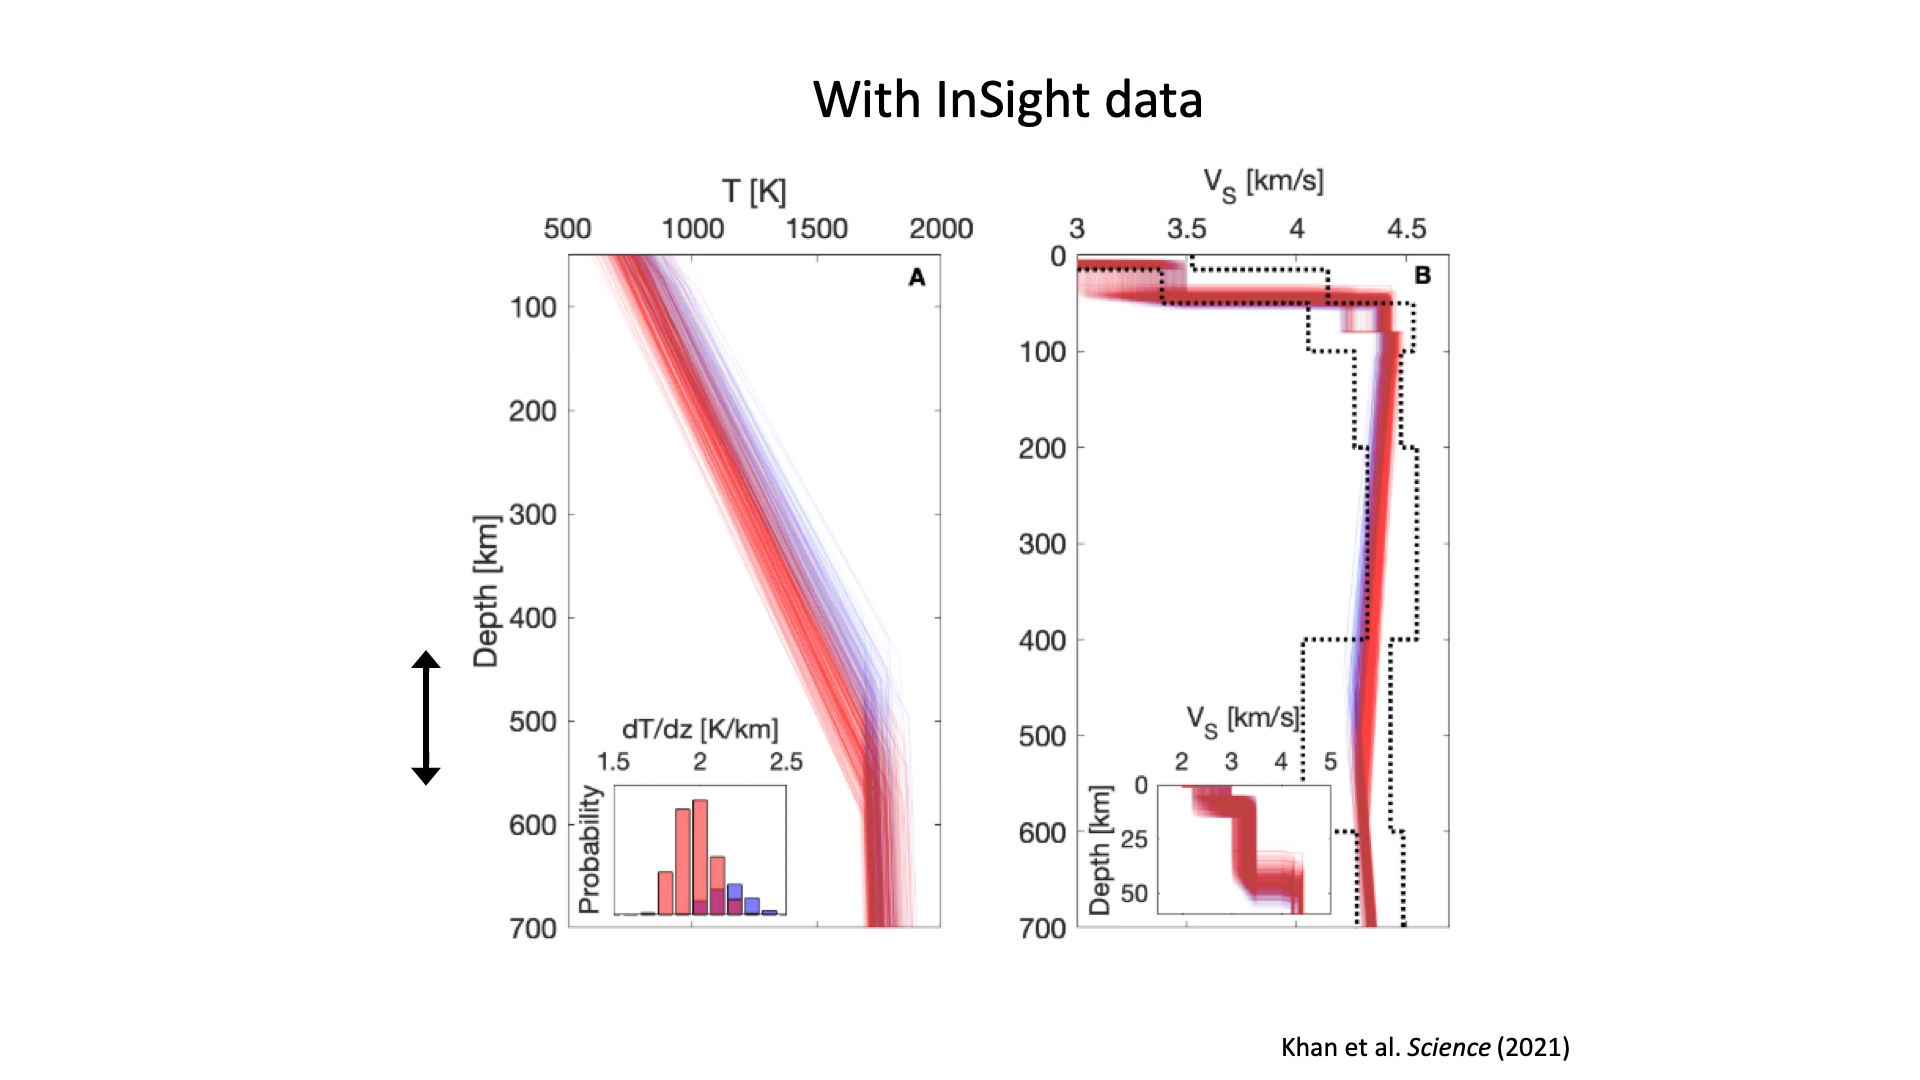 With InSight data
T [K]
500 1000 1500 2000
A
100
200
300
400
500
600
700
Depth [km]
dT/dz [K/km]
1.5 2 2.5
Probability
V_S [km/s]
3 3.5 4 4.5
B
0
100
200
300
400
500
600
700
V_S [km/s]
2 3 4 5
0
25
50
Depth [km]
Khan et al. Science (2021)